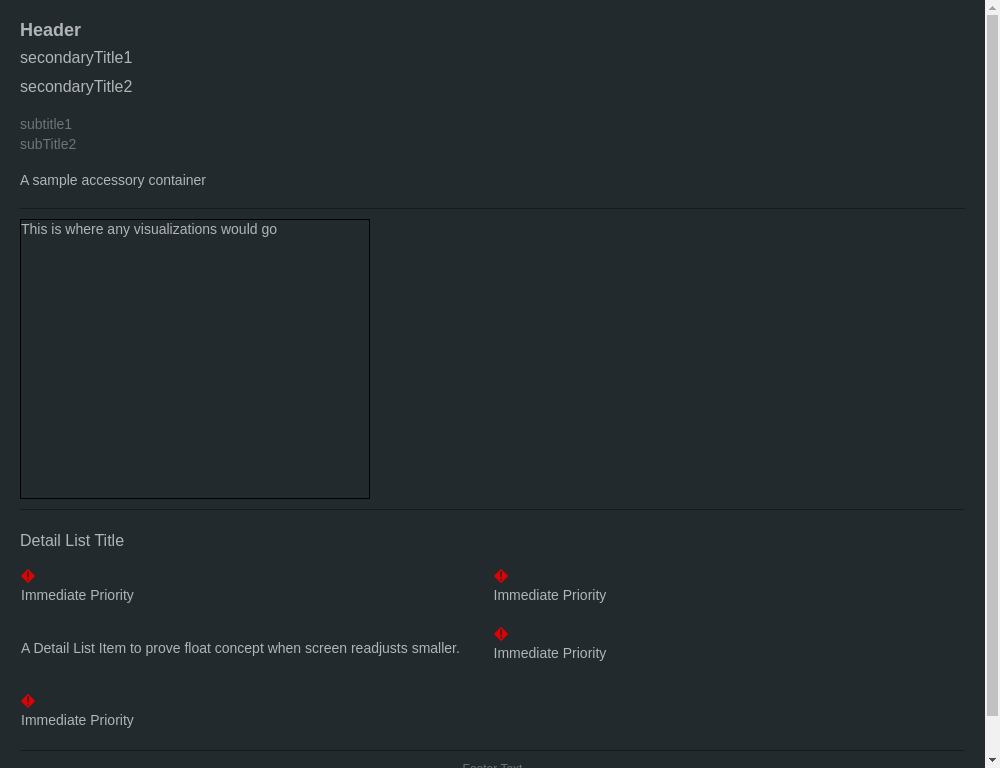 Header
secondaryTitle1
secondaryTitle2
subtitle1
subTitle2
A sample accessory container
This is where any visualizations would go
Detail List Title
Immediate Priority
Immediate Priority
A Detail List Item to prove float concept when screen readjusts smaller.
Immediate Priority
Immediate Priority
Footer Text